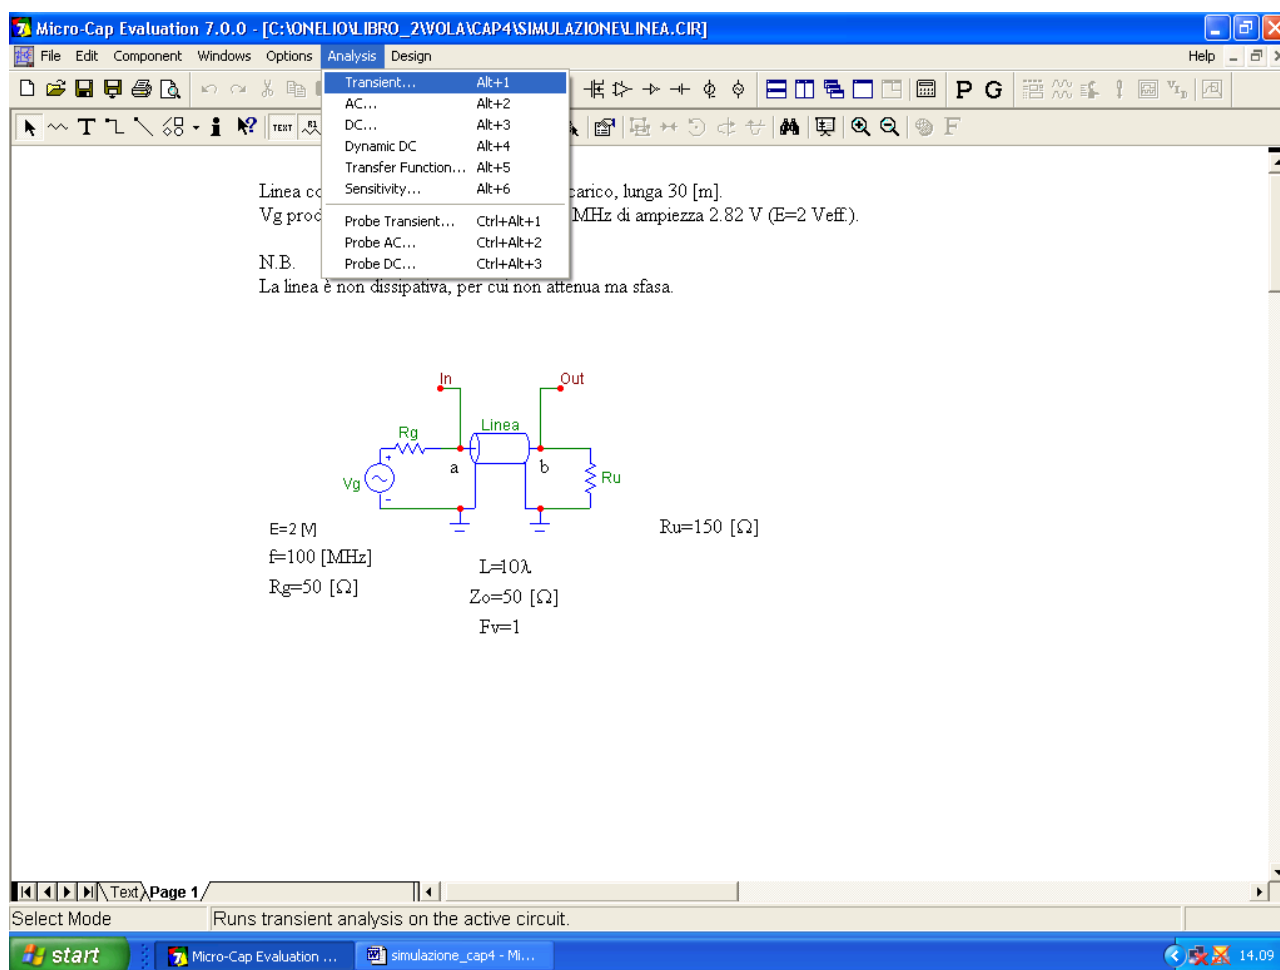 Micro-Cap Evaluation 7.0.0 - [C:\ONELIO\LIBRO_2\VOLA\CAP4\SIMULAZIONE\LINEA.CIR]
File Edit Component Windows Options Analysis Design Help
Transient... Alt+1
AC... Alt+2
DC... Alt+3
Dynamic DC Alt+4
Transfer Function... Alt+5
Sensitivity... Alt+6
Probe Transient... Ctrl+Alt+1
Probe AC... Ctrl+Alt+2
Probe DC... Ctrl+Alt+3
P G
T TEXT F
Linea co arico, lunga 30 [m].
Vg prod MHz di ampiezza 2.82 V (E=2 Veff.).
N.B.
La linea è non dissipativa, per cui non attenua ma sfasa.
In Out
Rg Linea
a b
Vg Ru
+
-
E=2 [V]
f=100 [MHz]
Rg=50 [Ω]
L=10λ
Zo=50 [Ω]
Fv=1
Ru=150 [Ω]
Text Page 1
Select Mode Runs transient analysis on the active circuit.
start Micro-Cap Evaluation ... simulazione_cap4 - Mi... 14.09